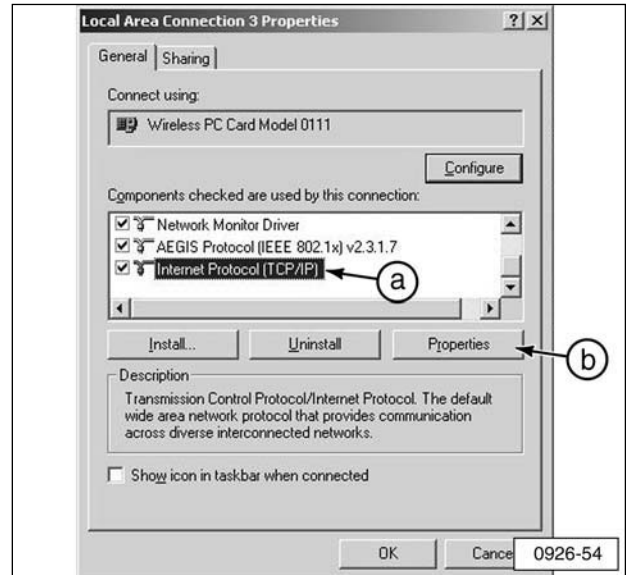 Local Area Connection 3 Properties
General Sharing
Connect using:
Wireless PC Card Model 0111
Configure
Components checked are used by this connection:
Network Monitor Driver
AEGIS Protocol (IEEE 802.1x) v2.3.1.7
Internet Protocol (TCP/IP)
a
Install... Uninstall Properties
b
Description
Transmission Control Protocol/Internet Protocol. The default
wide area network protocol that provides communication
across diverse interconnected networks.
Show icon in taskbar when connected
OK Cance 0926-54